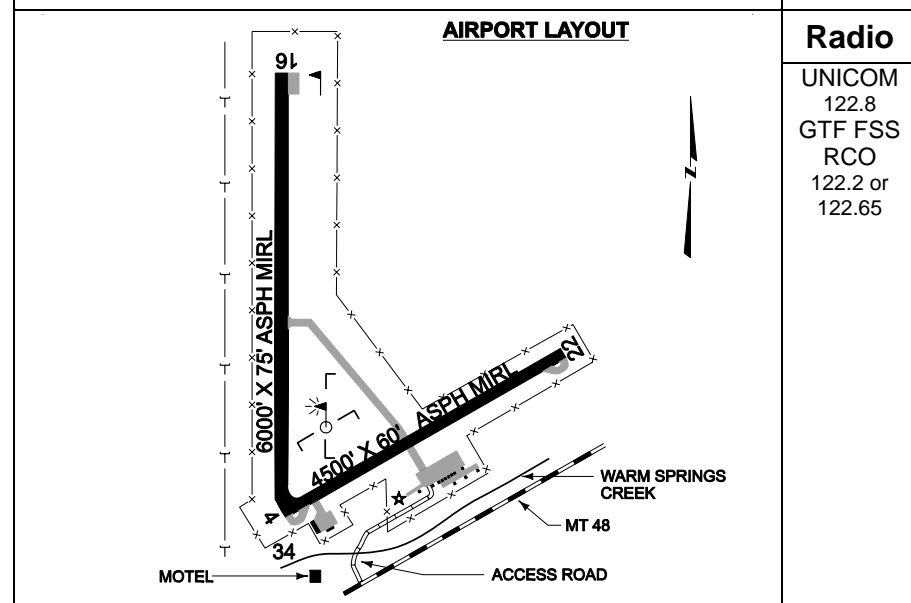 AIRPORT LAYOUT
16
6000' X 75' ASPH MIRL
N
22
4500' X 60' ASPH MIRL
4
34
WARM SPRINGS
CREEK
MT 48
MOTEL
ACCESS ROAD
Radio
UNICOM
122.8
GTF FSS
RCO
122.2 or
122.65